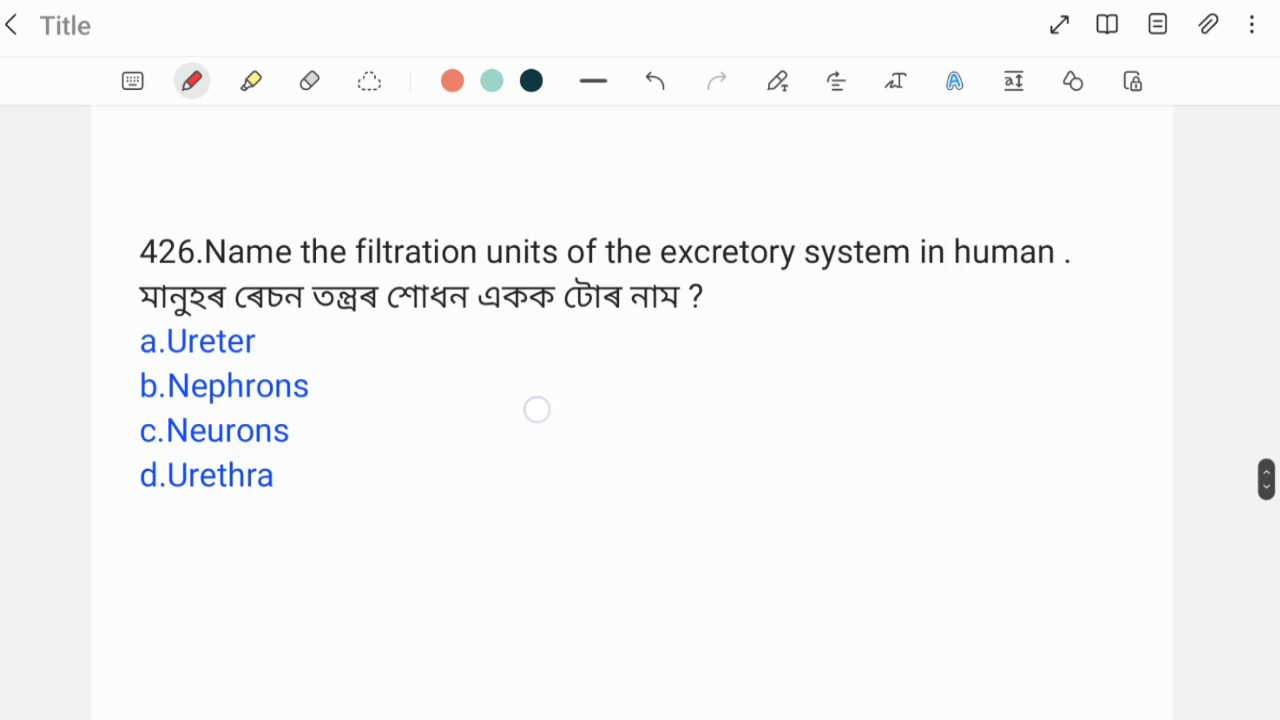 Title
426.Name the filtration units of the excretory system in human .
মানুহৰ ৰেচন তন্ত্ৰৰ শোধন একক টোৰ নাম ?
a.Ureter
b.Nephrons
c.Neurons
d.Urethra